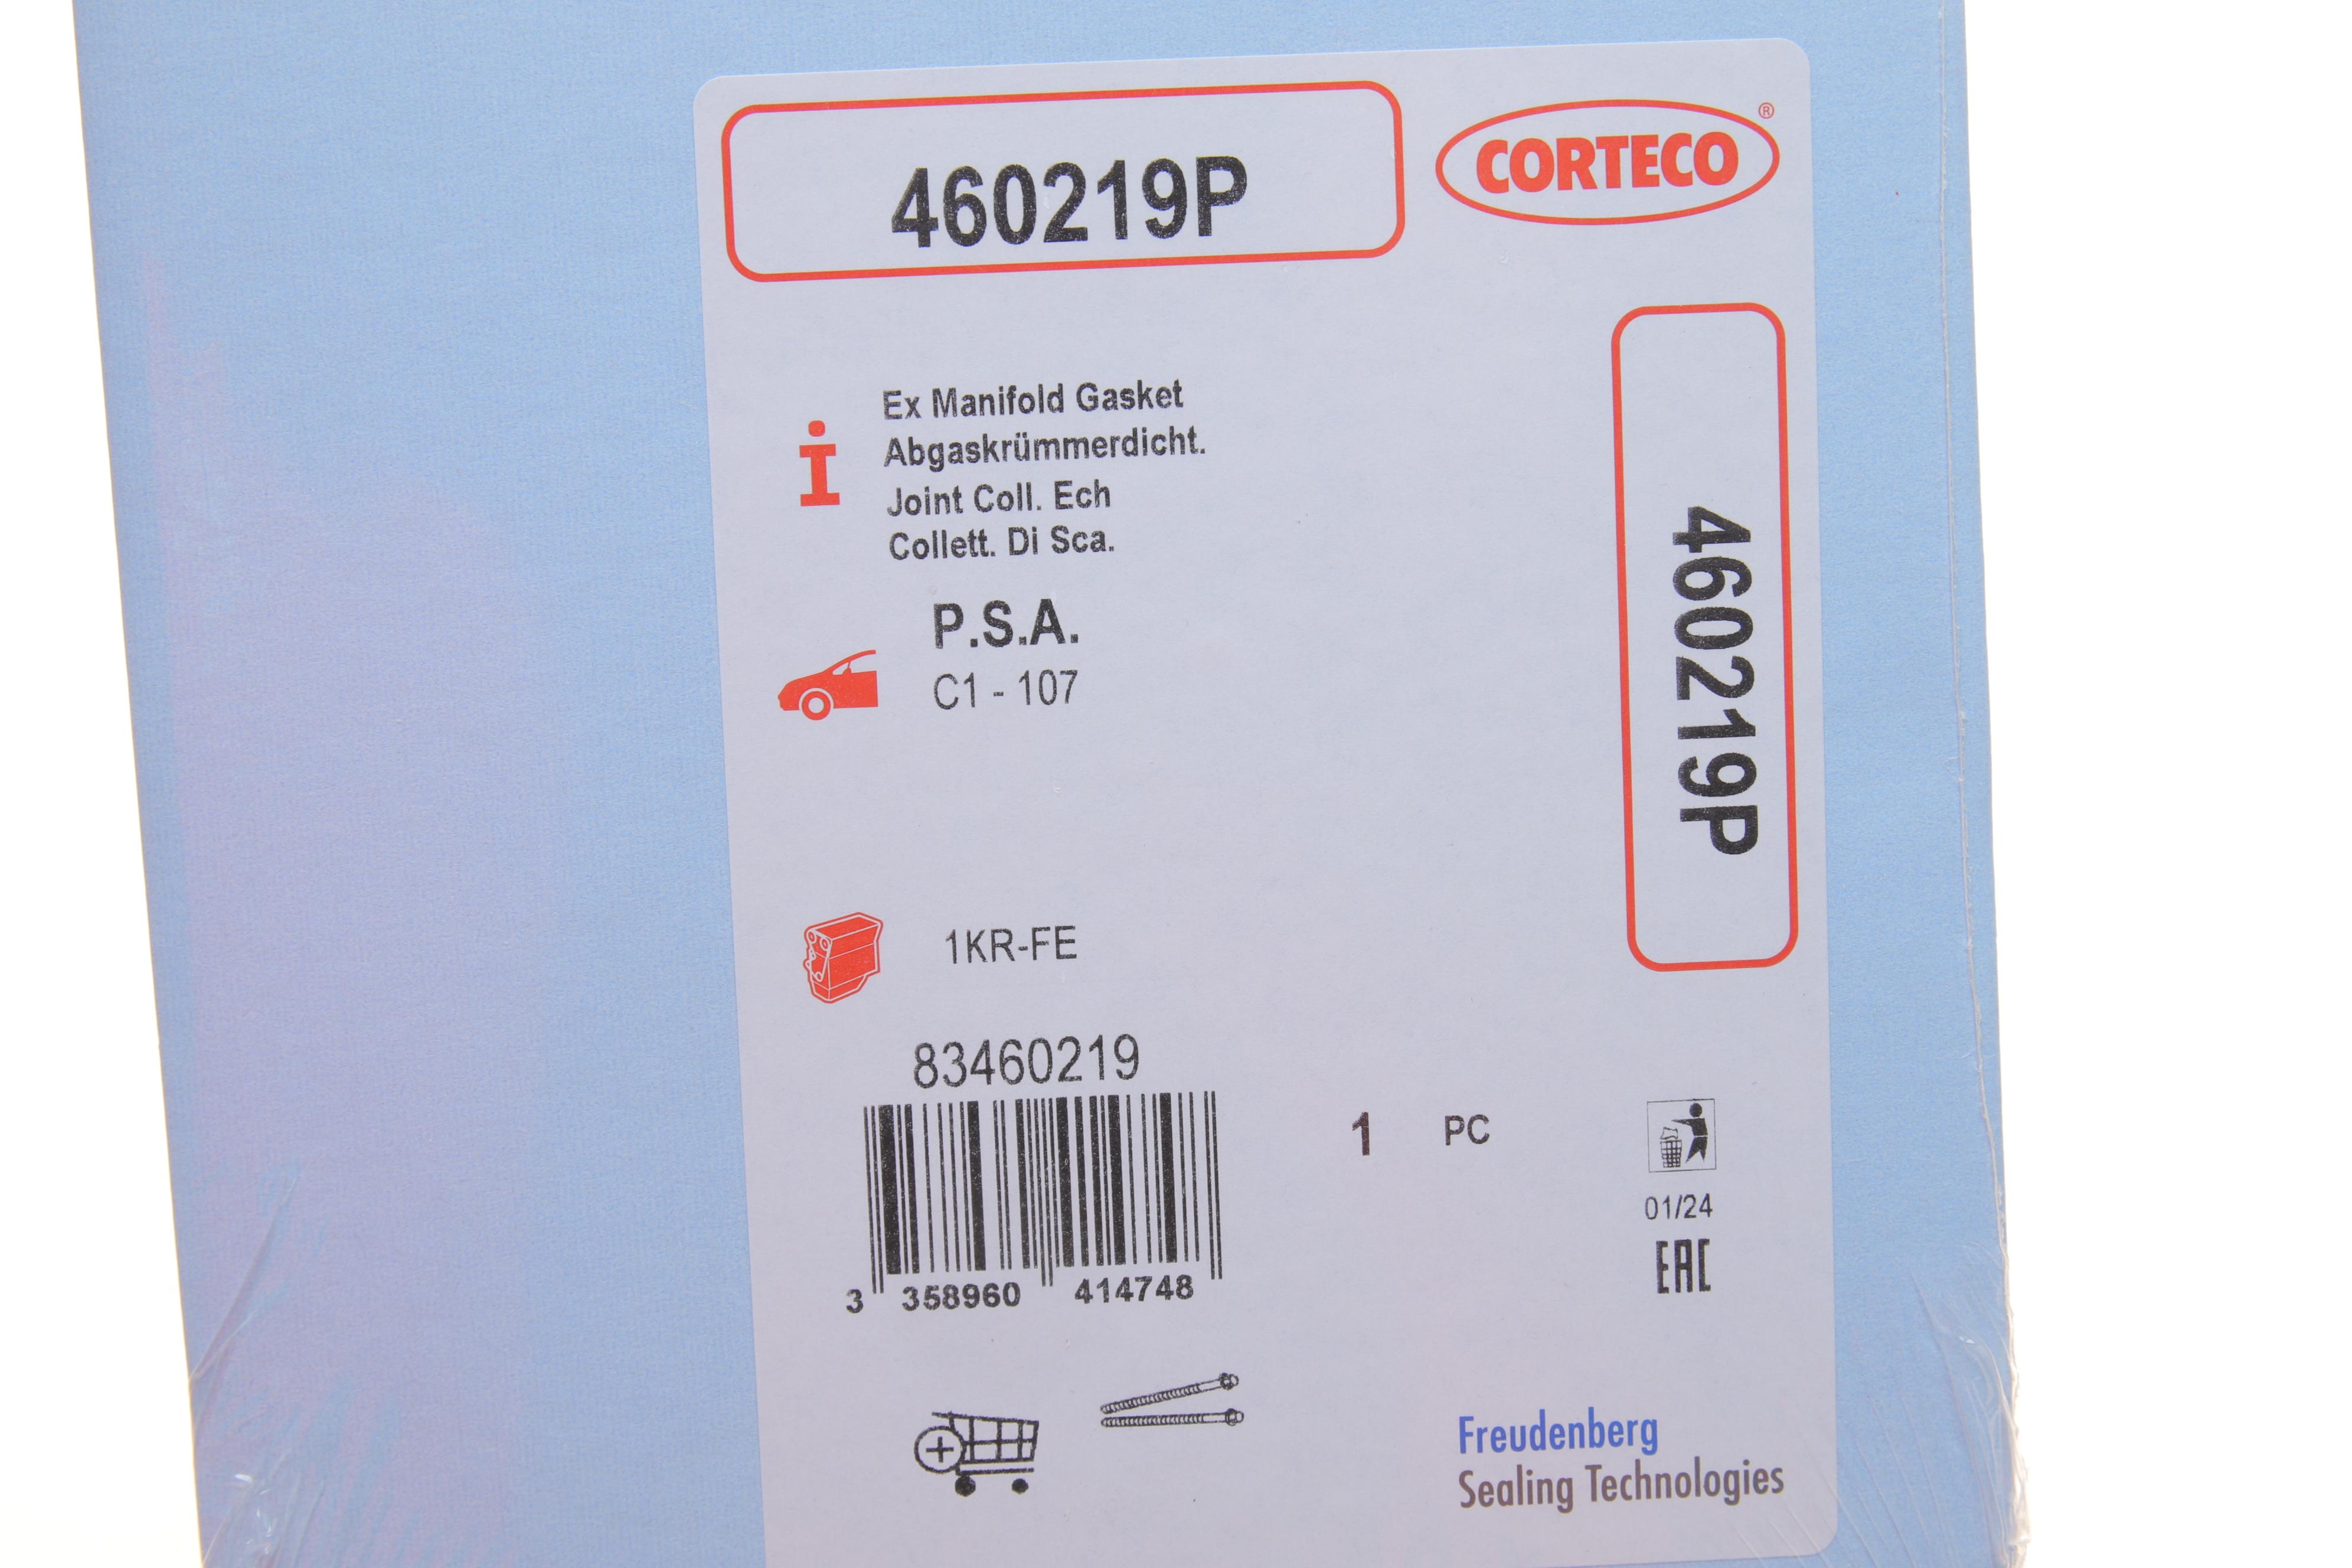 460219P
CORTECO®
Ex Manifold Gasket
Abgaskrümmerdicht.
Joint Coll. Ech
Collett. Di Sca.
P.S.A.
C1 - 107
460219P
1KR-FE
83460219
3 358960 414748
1 PC
01/24
EAC
Freudenberg
Sealing Technologies